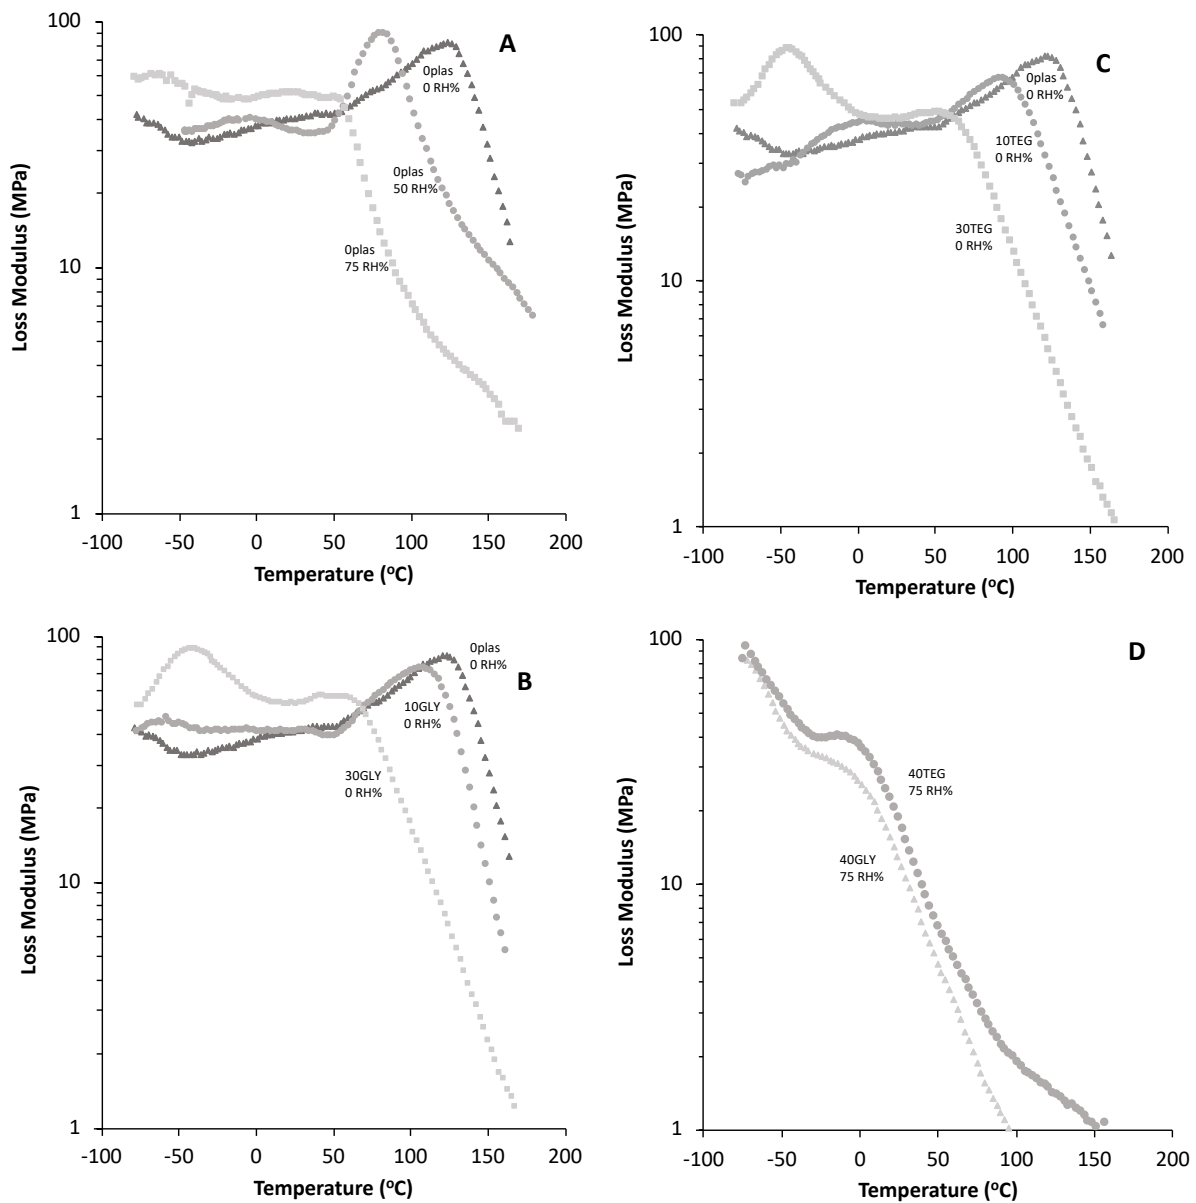 A
100
10
1
Loss Modulus (MPa)
0plas
0 RH%
0plas
50 RH%
0plas
75 RH%
-100 -50 0 50 100 150 200
Temperature (ºC)
C
100
10
1
Loss Modulus (MPa)
0plas
0 RH%
10TEG
0 RH%
30TEG
0 RH%
-100 -50 0 50 100 150 200
Temperature (ºC)
B
100
10
1
Loss Modulus (MPa)
0plas
0 RH%
10GLY
0 RH%
30GLY
0 RH%
-100 -50 0 50 100 150 200
Temperature (ºC)
D
100
10
1
Loss Modulus (MPa)
40TEG
75 RH%
40GLY
75 RH%
-100 -50 0 50 100 150 200
Temperature (ºC)